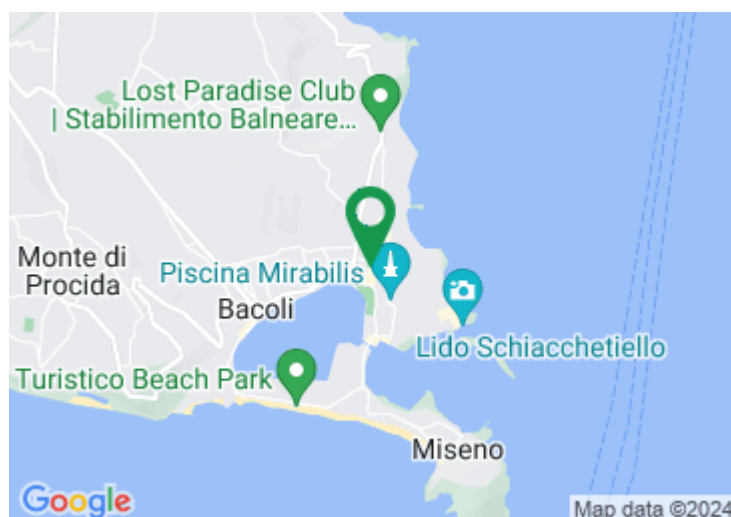 Lost Paradise Club
| Stabilimento Balneare...
Monte di
Procida
Piscina Mirabilis
Bacoli
Lido Schiacchetiello
Turistico Beach Park
Miseno
Google
Map data ©2024